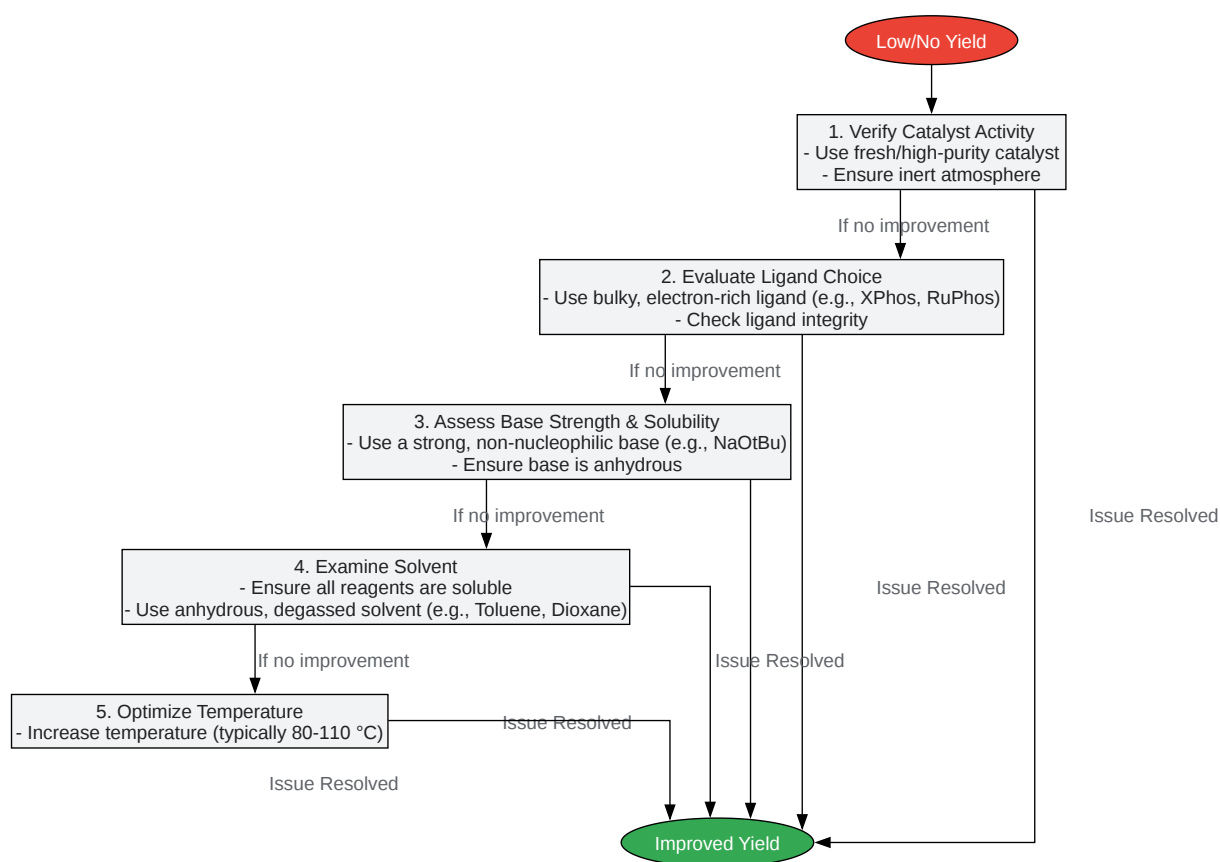 Low/No Yield
1. Verify Catalyst Activity
- Use fresh/high-purity catalyst
- Ensure inert atmosphere
If no improvement
2. Evaluate Ligand Choice
- Use bulky, electron-rich ligand (e.g., XPhos, RuPhos)
- Check ligand integrity
If no improvement
3. Assess Base Strength & Solubility
- Use a strong, non-nucleophilic base (e.g., NaOtBu)
- Ensure base is anhydrous
If no improvement
Issue Resolved
4. Examine Solvent
- Ensure all reagents are soluble
- Use anhydrous, degassed solvent (e.g., Toluene, Dioxane)
Issue Resolved
If no improvement
Issue Resolved
5. Optimize Temperature
- Increase temperature (typically 80-110 °C)
Issue Resolved
Issue Resolved
Improved Yield